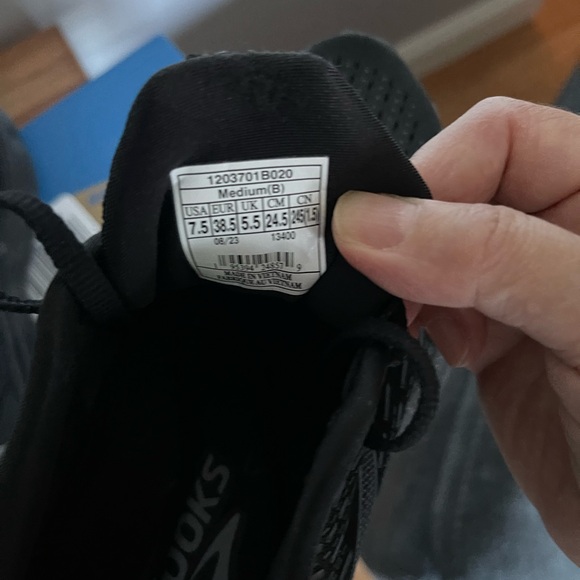 1203701B020
Medium(B)
USA EUR UK CM CN
7.5 38.5 5.5 24.5 245(1.5)
08/23 13400
MADE IN VIETNAM
FABRIQUE AU VIETNAM
OOKS